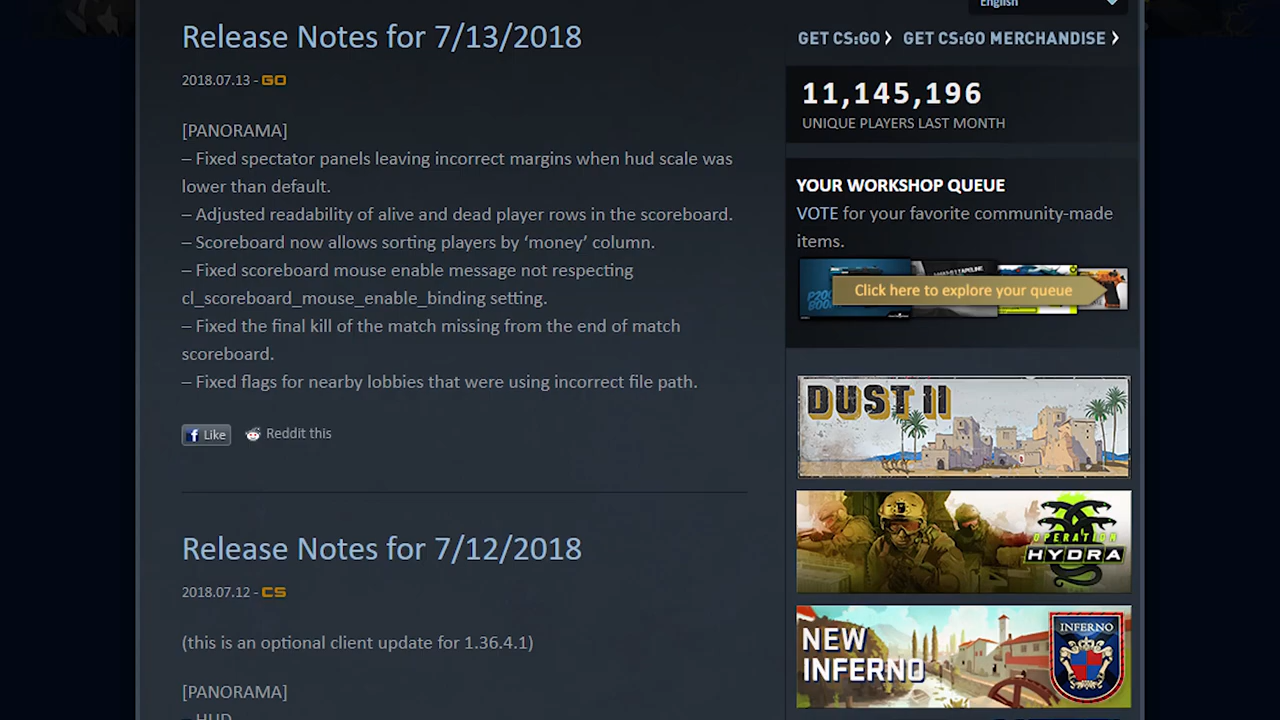 Release Notes for 7/13/2018
2018.07.13 - GO
[PANORAMA]
– Fixed spectator panels leaving incorrect margins when hud scale was
lower than default.
– Adjusted readability of alive and dead player rows in the scoreboard.
– Scoreboard now allows sorting players by ‘money’ column.
– Fixed scoreboard mouse enable message not respecting
cl_scoreboard_mouse_enable_binding setting.
– Fixed the final kill of the match missing from the end of match
scoreboard.
– Fixed flags for nearby lobbies that were using incorrect file path.
Like
Reddit this
Release Notes for 7/12/2018
2018.07.12 - CS
(this is an optional client update for 1.36.4.1)
[PANORAMA]
– HUD
English
GET CS:GO GET CS:GO MERCHANDISE
11,145,196
UNIQUE PLAYERS LAST MONTH
YOUR WORKSHOP QUEUE
VOTE for your favorite community-made
items.
Click here to explore your queue
DUST II
OPERATION
HYDRA
NEW
INFERNO
INFERNO